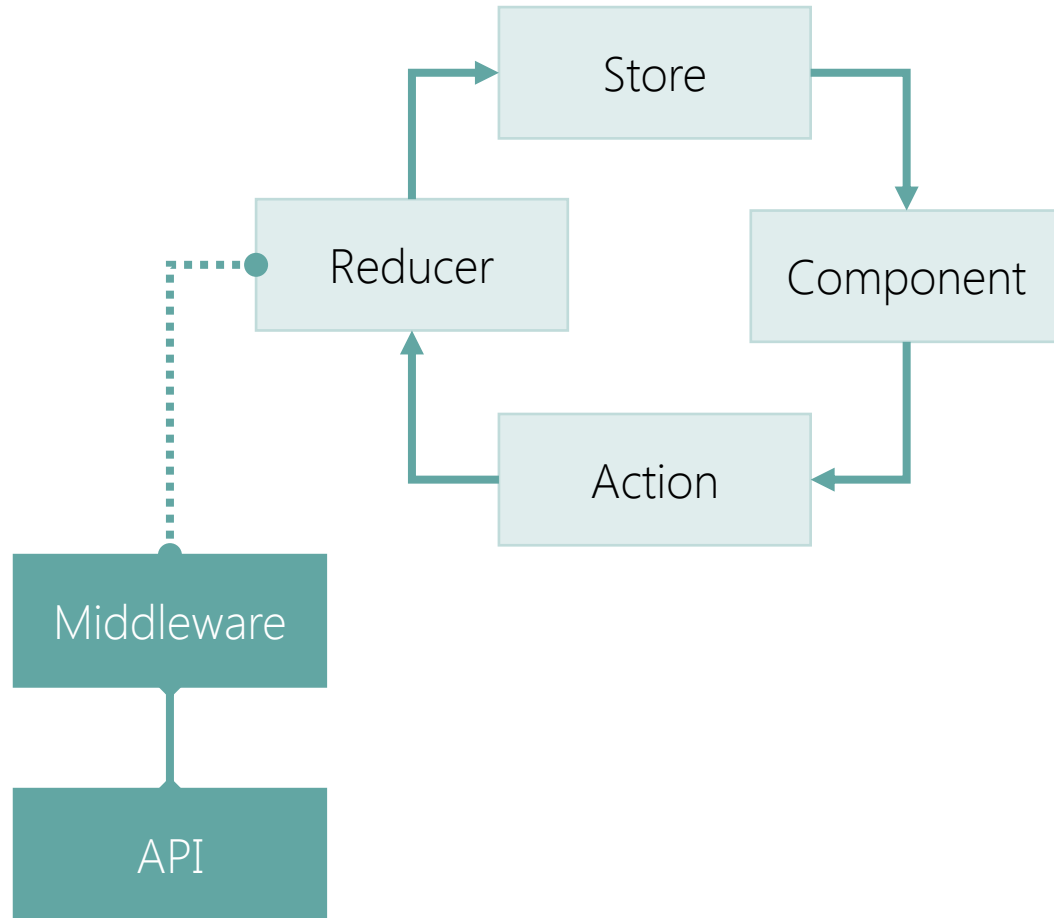 Store
Reducer
Component
Action
Middleware
API